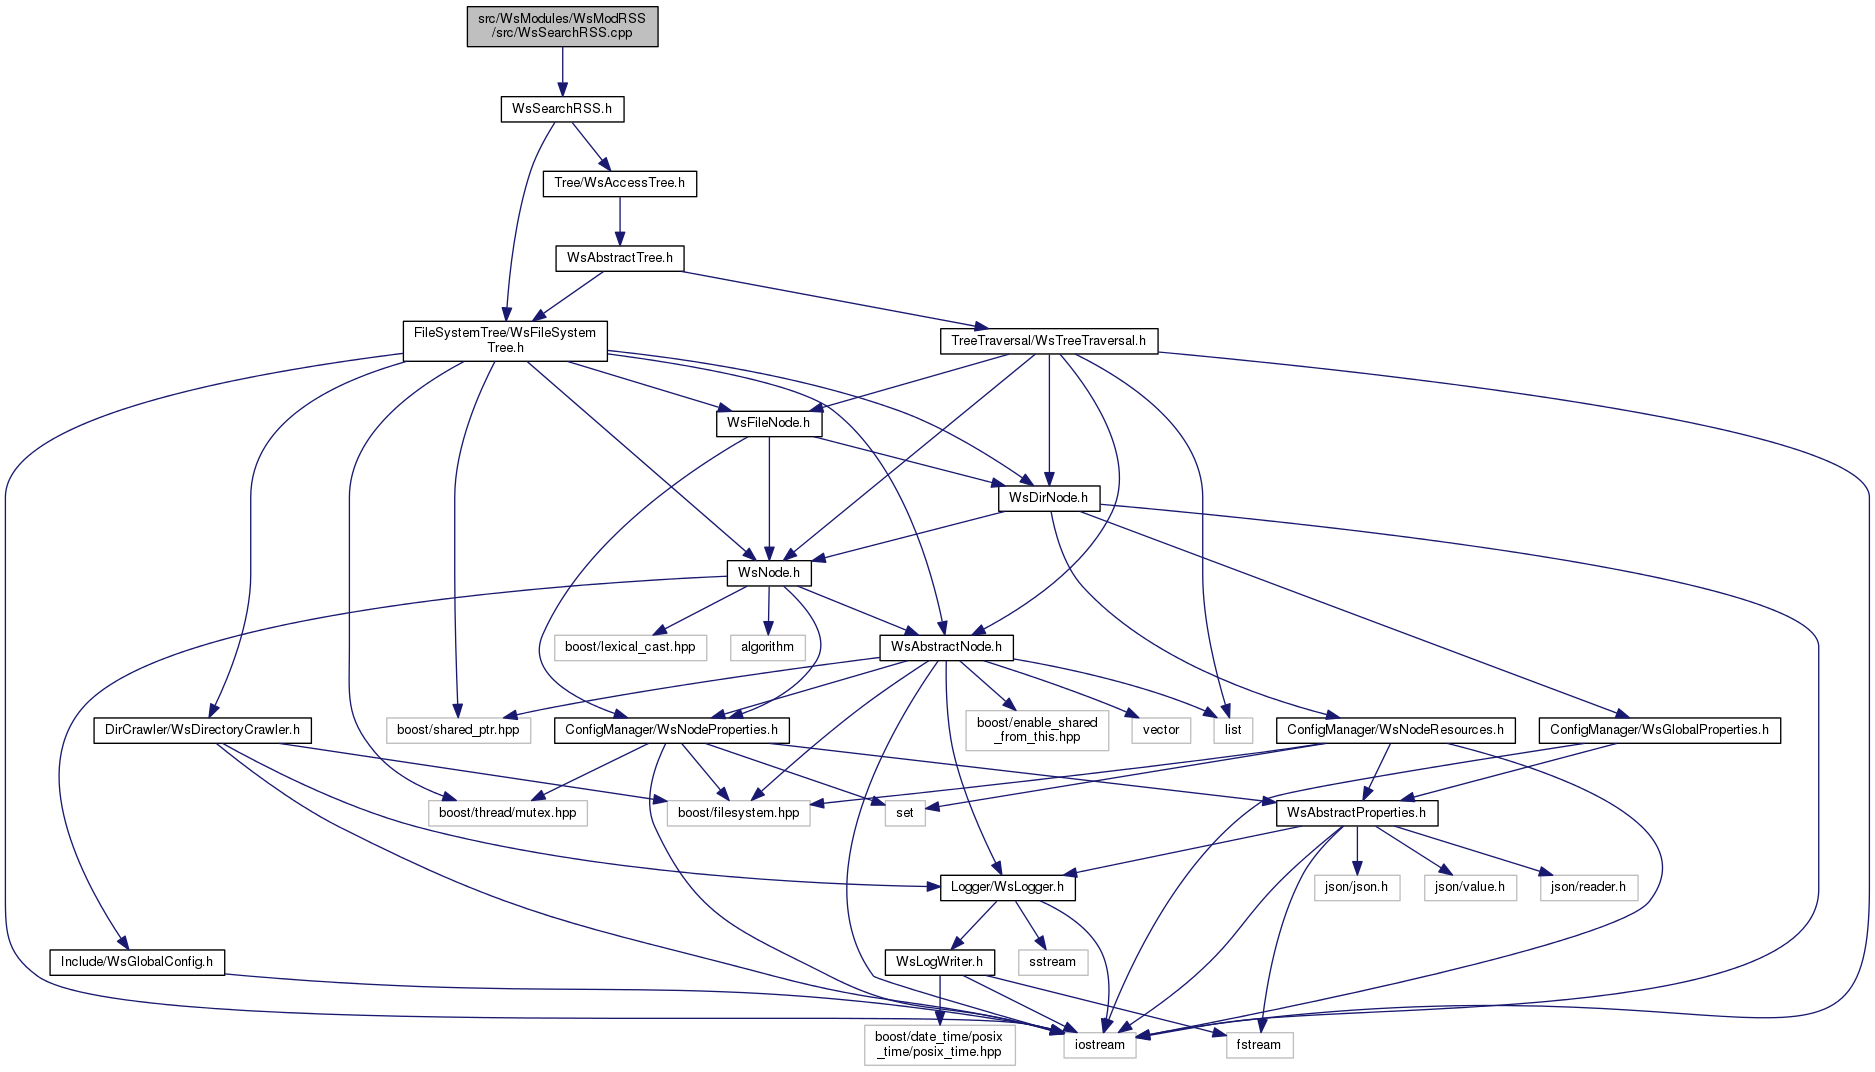 src/WsModules/WsModRSS
/src/WsSearchRSS.cpp
WsSearchRSS.h
Tree/WsAccessTree.h
WsAbstractTree.h
FileSystemTree/WsFileSystem
Tree.h
TreeTraversal/WsTreeTraversal.h
WsFileNode.h
WsDirNode.h
WsNode.h
boost/lexical_cast.hpp
algorithm
WsAbstractNode.h
DirCrawler/WsDirectoryCrawler.h
boost/shared_ptr.hpp
ConfigManager/WsNodeProperties.h
boost/enable_shared
_from_this.hpp
vector
list
ConfigManager/WsNodeResources.h
ConfigManager/WsGlobalProperties.h
boost/thread/mutex.hpp
boost/filesystem.hpp
set
WsAbstractProperties.h
Logger/WsLogger.h
json/json.h
json/value.h
json/reader.h
Include/WsGlobalConfig.h
WsLogWriter.h
sstream
boost/date_time/posix
_time/posix_time.hpp
iostream
fstream